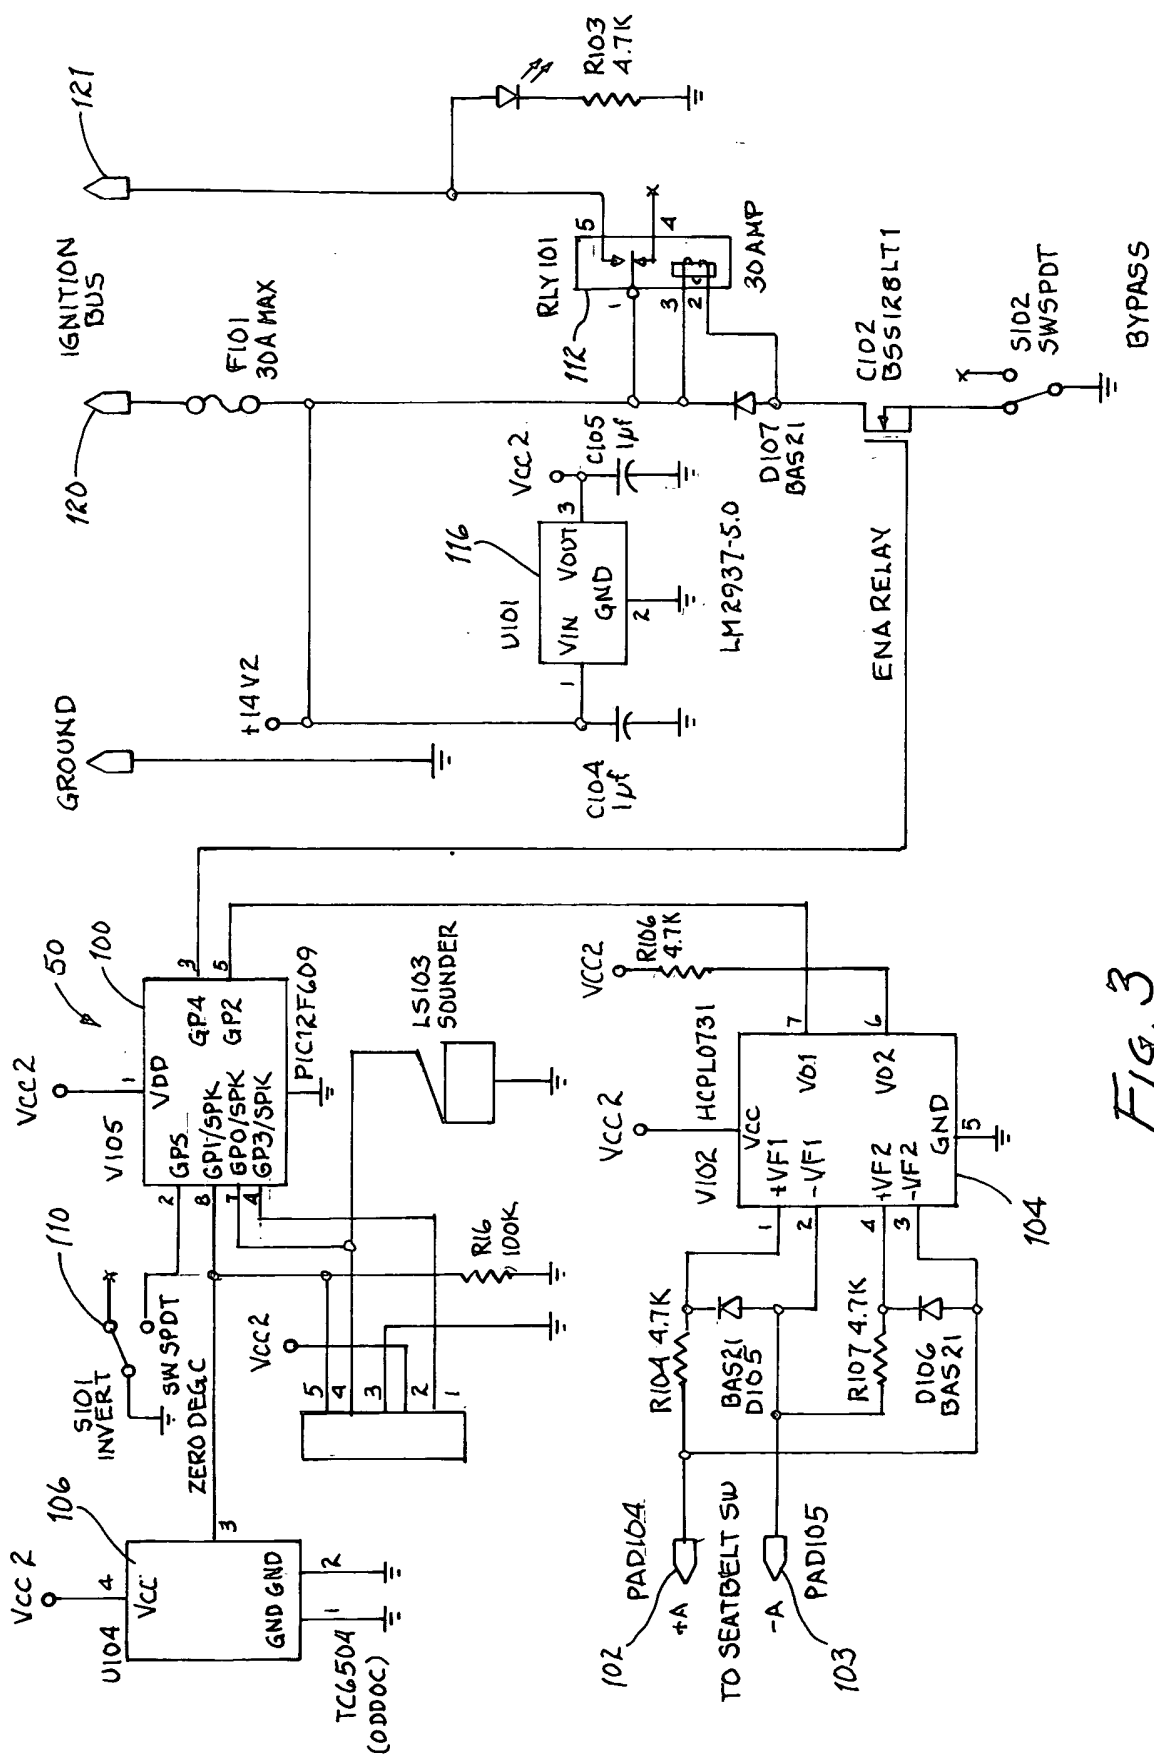 VCC 2
106
4
VCC
U104
3
GND GND
1
2
TC6504
(0DDOC)
ZERO DEG C
S101
INVERT
110
SW SPDT
VCC2
50
100
V105
1
VDD
2
GP5
8
GP1/SPK
7
GP0/SPK
4
GP3/SPK
GP4
3
GP2
5
PIC12F609
VCC2
5
4
3
2
1
R16
100K
LS103
SOUNDER
GROUND
+14V2
120
IGNITION
BUS
121
F101
30A MAX
U101
116
VIN
VOUT
GND
1
3
2
VCC2
C105
1µf
C104
1µf
LM2937-5.0
RLY101
112
5
1
4
3
2
30AMP
R103
4.7K
D107
BAS21
ENA RELAY
C102
BSS128LT1
S102
SWSPDT
BYPASS
102
PAD104
+A
TO SEATBELT SW
-A
PAD105
103
R104 4.7K
BAS21
D105
R107 4.7K
D106
BAS21
VCC2
V102
HCPL0731
VCC
1
+VF1
2
-VF1
4
+VF2
3
-VF2
VO1
7
VO2
6
GND
5
104
VCC2
R106
4.7K
FIG. 3